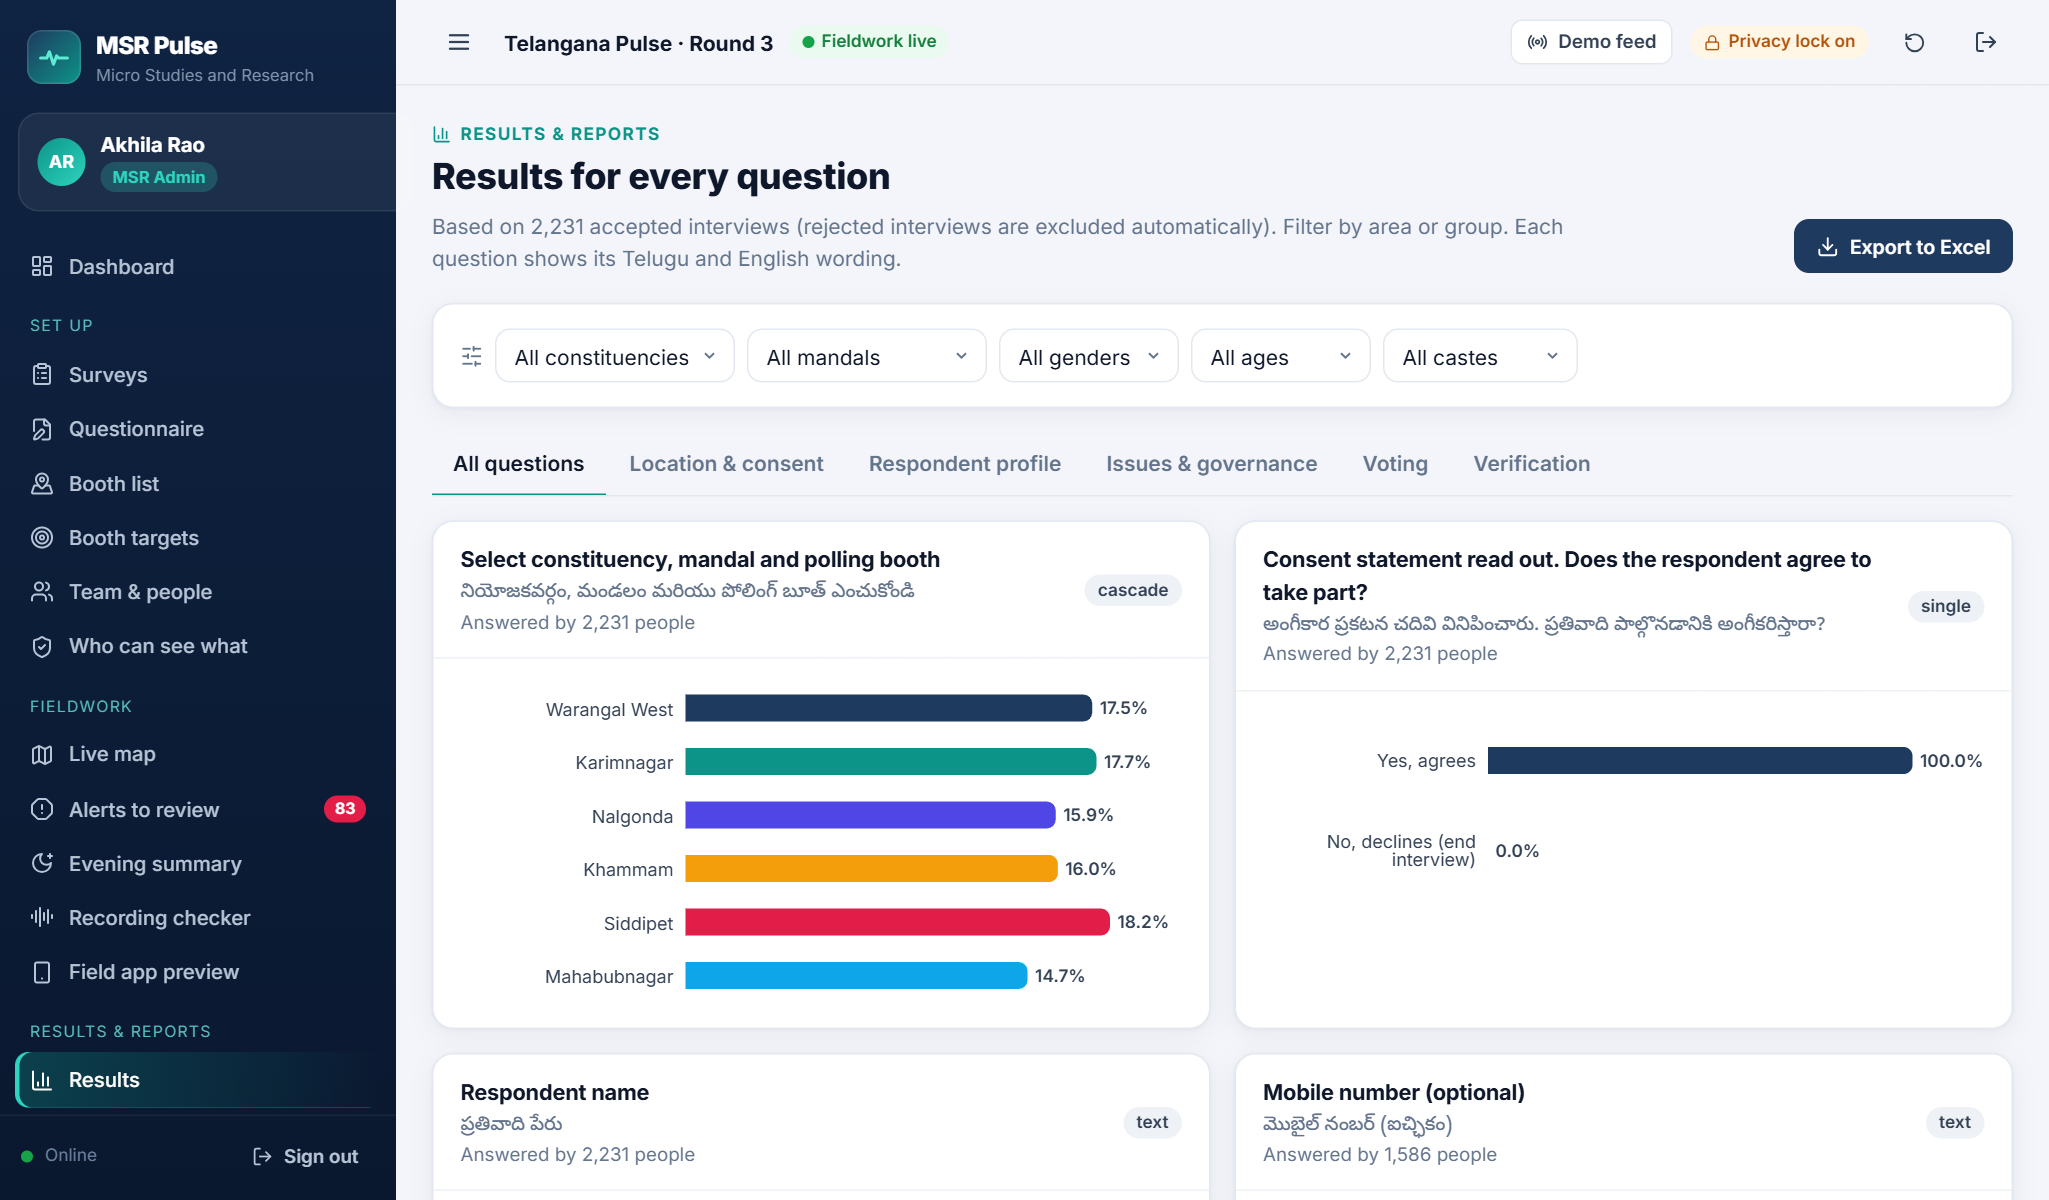 MSR Pulse
Micro Studies and Research
AR
Akhila Rao
MSR Admin
Dashboard
SET UP
Surveys
Questionnaire
Booth list
Booth targets
Team & people
Who can see what
FIELDWORK
Live map
Alerts to review
83
Evening summary
Recording checker
Field app preview
RESULTS & REPORTS
Results
Online
Sign out
Telangana Pulse · Round 3
Fieldwork live
Demo feed
Privacy lock on
RESULTS & REPORTS
Results for every question
Based on 2,231 accepted interviews (rejected interviews are excluded automatically). Filter by area or group. Each
question shows its Telugu and English wording.
Export to Excel
All constituencies
All mandals
All genders
All ages
All castes
All questions
Location & consent
Respondent profile
Issues & governance
Voting
Verification
Select constituency, mandal and polling booth
నియోజకవర్గం, మండలం మరియు పోలింగ్ బూత్ ఎంచుకోండి
Answered by 2,231 people
cascade
Warangal West 17.5%
Karimnagar 17.7%
Nalgonda 15.9%
Khammam 16.0%
Siddipet 18.2%
Mahabubnagar 14.7%
Consent statement read out. Does the respondent agree to
take part?
అంగీకార ప్రకటన చదివి వినిపించారు. ప్రతివాది పాల్గొనడానికి అంగీకరిస్తారా?
Answered by 2,231 people
single
Yes, agrees 100.0%
No, declines (end
interview) 0.0%
Respondent name
ప్రతివాది పేరు
Answered by 2,231 people
text
Mobile number (optional)
మొబైల్ నంబర్ (ఐచ్ఛికం)
Answered by 1,586 people
text